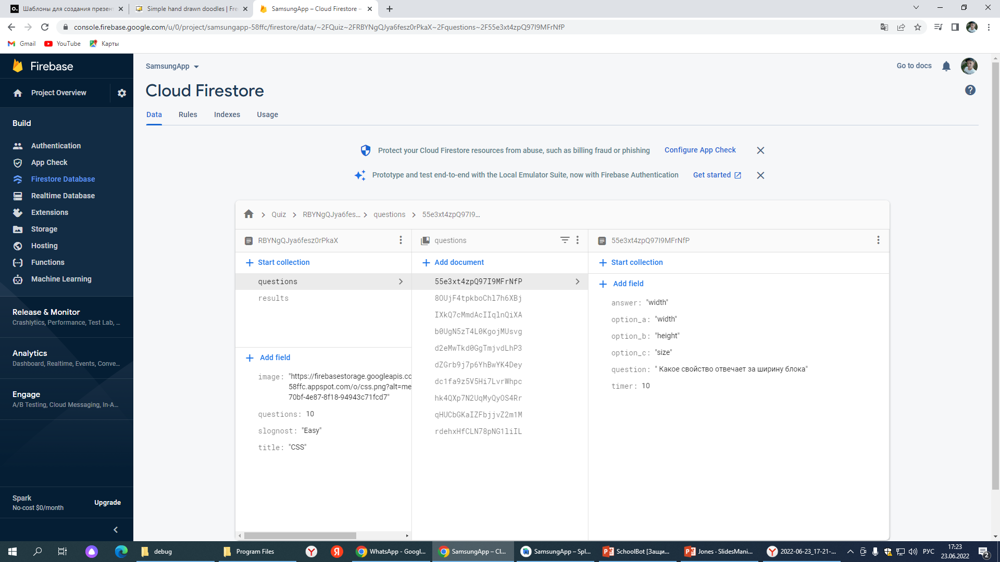 Шаблоны для создания презент
Simple hand drawn doodles | Fre
SamsungApp – Cloud Firestore –
console.firebase.google.com/u/0/project/samsungapp-58ffc/firestore/data/~2FQuiz~2FRBYNgQJya6fesz0rPkaX~2Fquestions~2F55e3xt4zpQ97I9MFrNfP
Gmail
YouTube
Карты
Firebase
Project Overview
Build
Authentication
App Check
Firestore Database
Realtime Database
Extensions
Storage
Hosting
Functions
Machine Learning
Release & Monitor
Crashlytics, Performance, Test Lab, ...
Analytics
Dashboard, Realtime, Events, Conve...
Engage
A/B Testing, Cloud Messaging, In-A...
Spark
No-cost $0/month
Upgrade
SamsungApp
Go to docs
Cloud Firestore
Data
Rules
Indexes
Usage
Protect your Cloud Firestore resources from abuse, such as billing fraud or phishing
Configure App Check
Prototype and test end-to-end with the Local Emulator Suite, now with Firebase Authentication
Get started
Quiz
RBYNgQJya6fes...
questions
55e3xt4zpQ97I9...
RBYNgQJya6fesz0rPkaX
Start collection
questions
results
Add field
image: "https://firebasestorage.googleapis.cc
58ffc.appspot.com/o/css.png?alt=me
70bf-4e87-8f18-94943c71fcd7"
questions: 10
slognost: "Easy"
title: "CSS"
questions
Add document
55e3xt4zpQ97I9MFrNfP
8OUjF4tpkboChl7h6XBj
IXkQ7cMmdAcIIqlnQiXA
b0UgN5zT4L0KgojMUsvg
d2eMwTkd0GgTmjvdLhP3
dZGrb9j7p6YhBwYK4Dey
dc1fa9z5V5Hi7LvrWhpc
hk4QXp7N2UqMyQyOS4Rr
qHUCbGKaIZFbjjvZ2m1M
rdehxHfCLN78pNG1liIL
55e3xt4zpQ97I9MFrNfP
Start collection
Add field
answer: "width"
option_a: "width"
option_b: "height"
option_c: "size"
question: " Какое свойство отвечает за ширину блока"
timer: 10
debug
Program Files
WhatsApp - Googl...
SamsungApp – Cl...
SamsungApp – Spl...
SchoolBot [Защи...
Jones · SlidesMani...
2022-06-23_17-21-...
РУС
17:23
23.06.2022
2